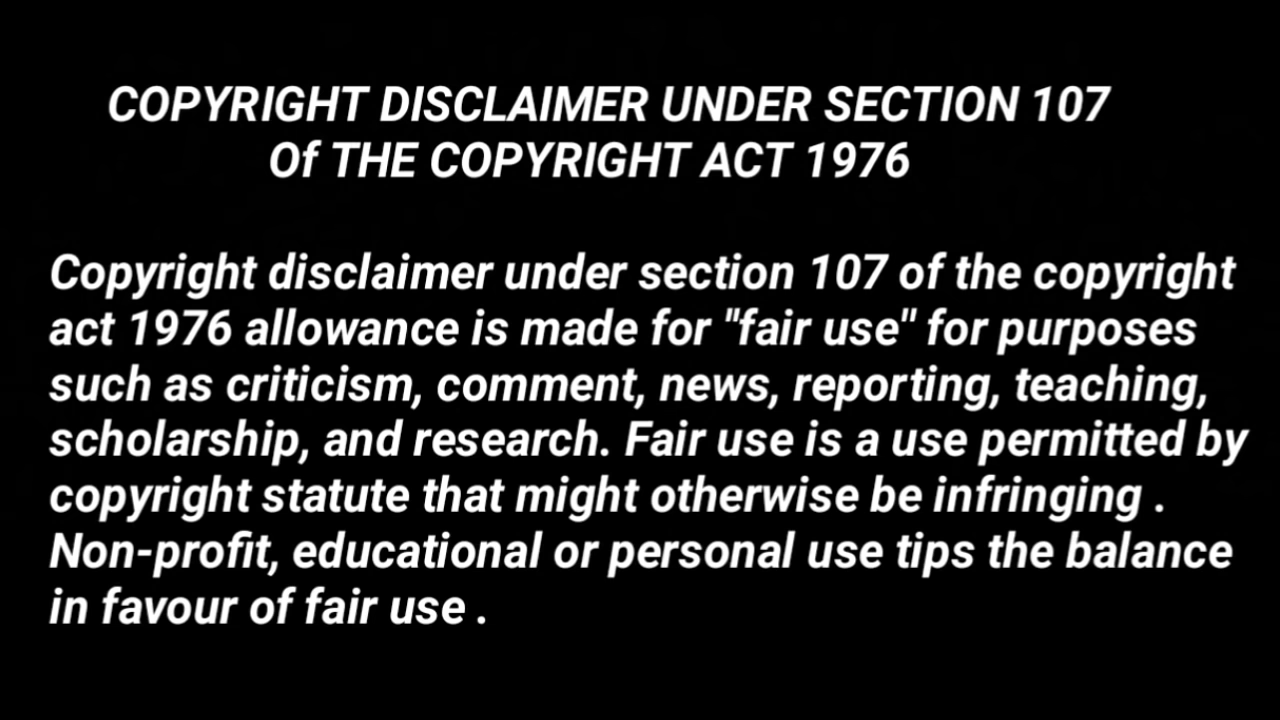 COPYRIGHT DISCLAIMER UNDER SECTION 107
Of THE COPYRIGHT ACT 1976
Copyright disclaimer under section 107 of the copyright
act 1976 allowance is made for "fair use" for purposes
such as criticism, comment, news, reporting, teaching,
scholarship, and research. Fair use is a use permitted by
copyright statute that might otherwise be infringing .
Non-profit, educational or personal use tips the balance
in favour of fair use .